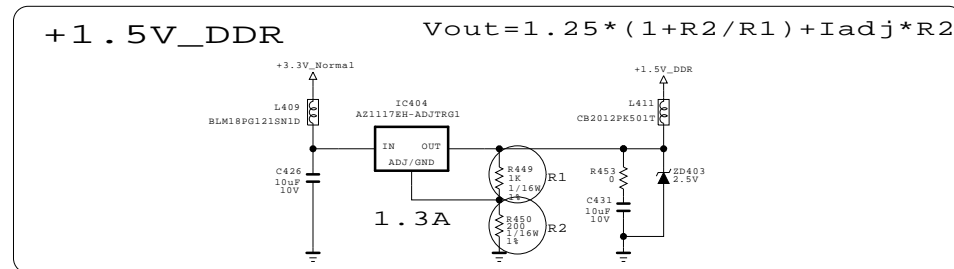 +1.5V_DDR
Vout=1.25*(1+R2/R1)+Iadj*R2
+3.3V_Normal
+1.5V_DDR
L409
BLM18PG121SN1D
IC404
AZ1117EH-ADJTRG1
L411
CB2012PK501T
IN
OUT
ADJ/GND
C426
10uF
10V
R449
1K
1/16W
1%
R1
R453
0
ZD403
2.5V
C431
10uF
10V
1.3A
R450
200
1/16W
1%
R2